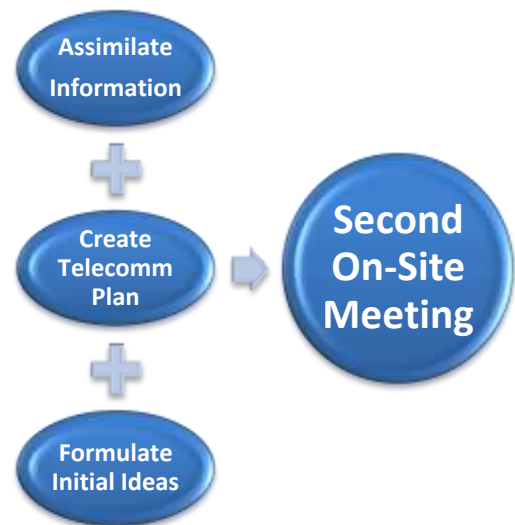 Assimilate
Information
Create
Telecomm
Plan
Formulate
Initial Ideas
Second
On-Site
Meeting